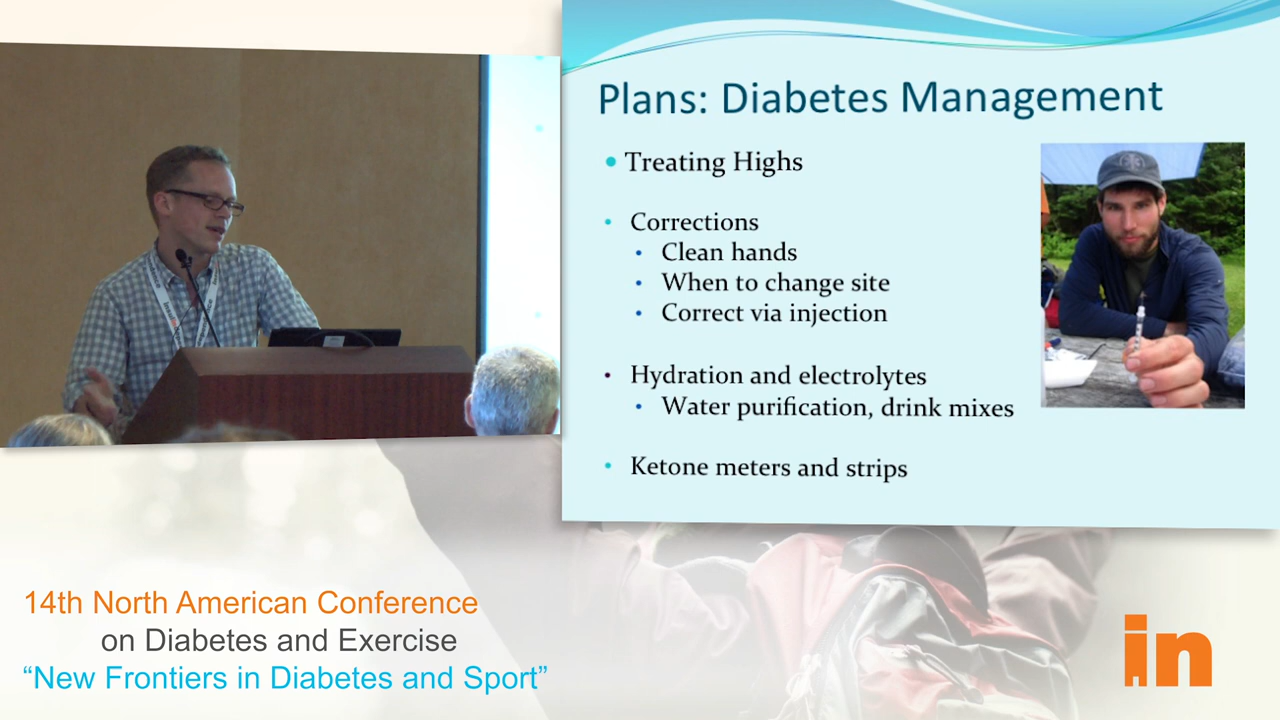 Plans: Diabetes Management
• Treating Highs
• Corrections
• Clean hands
• When to change site
• Correct via injection
• Hydration and electrolytes
• Water purification, drink mixes
• Ketone meters and strips
14th North American Conference
on Diabetes and Exercise
“New Frontiers in Diabetes and Sport”
in